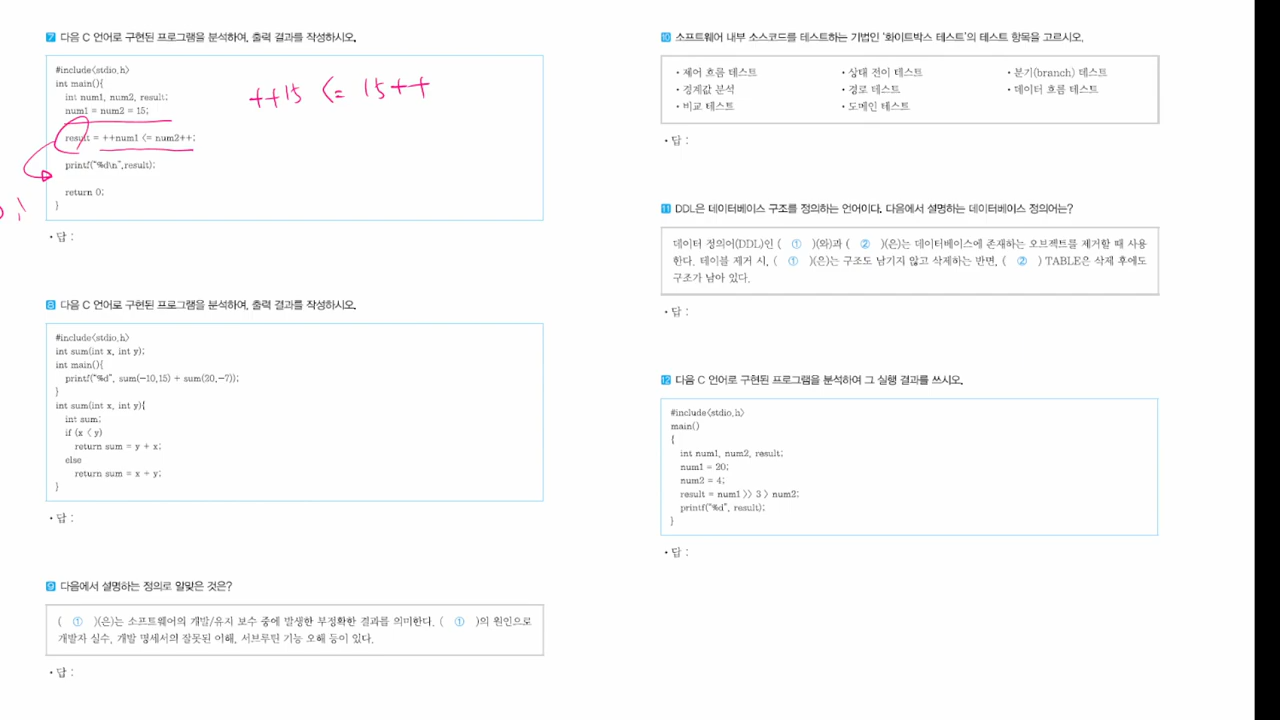 7 다음 C 언어로 구현된 프로그램을 분석하여, 출력 결과를 작성하시오.
#include<stdio.h>
int main(){
int num1, num2, result;
num1 = num2 = 15;
result = ++num1 <= num2++;
printf("%d\n",result);
return 0;
}
++15 <= 15++
• 답 :
8 다음 C 언어로 구현된 프로그램을 분석하여, 출력 결과를 작성하시오.
#include<stdio.h>
int sum(int x, int y);
int main(){
printf("%d", sum(-10,15) + sum(20,-7));
}
int sum(int x, int y){
int sum;
if (x < y)
return sum = y + x;
else
return sum = x + y;
}
• 답 :
9 다음에서 설명하는 정의로 알맞은 것은?
( ① )(은)는 소프트웨어의 개발/유지 보수 중에 발생한 부정확한 결과를 의미한다. ( ① )의 원인으로
개발자 실수, 개발 명세서의 잘못된 이해, 서브루틴 기능 오해 등이 있다.
• 답 :
10 소프트웨어 내부 소스코드를 테스트하는 기법인 '화이트박스 테스트'의 테스트 항목을 고르시오.
• 제어 흐름 테스트 • 상태 전이 테스트 • 분기(branch) 테스트
• 경계값 분석 • 경로 테스트 • 데이터 흐름 테스트
• 비교 테스트 • 도메인 테스트
• 답 :
11 DDL은 데이터베이스 구조를 정의하는 언어이다. 다음에서 설명하는 데이터베이스 정의어는?
데이터 정의어(DDL)인 ( ① )(와)과 ( ② )(은)는 데이터베이스에 존재하는 오브젝트를 제거할 때 사용
한다. 테이블 제거 시, ( ① )(은)는 구조도 남기지 않고 삭제하는 반면, ( ② ) TABLE은 삭제 후에도
구조가 남아 있다.
• 답 :
12 다음 C 언어로 구현된 프로그램을 분석하여 그 실행 결과를 쓰시오.
#include<stdio.h>
main()
{
int num1, num2, result;
num1 = 20;
num2 = 4;
result = num1 >> 3 > num2;
printf("%d", result);
}
• 답 :